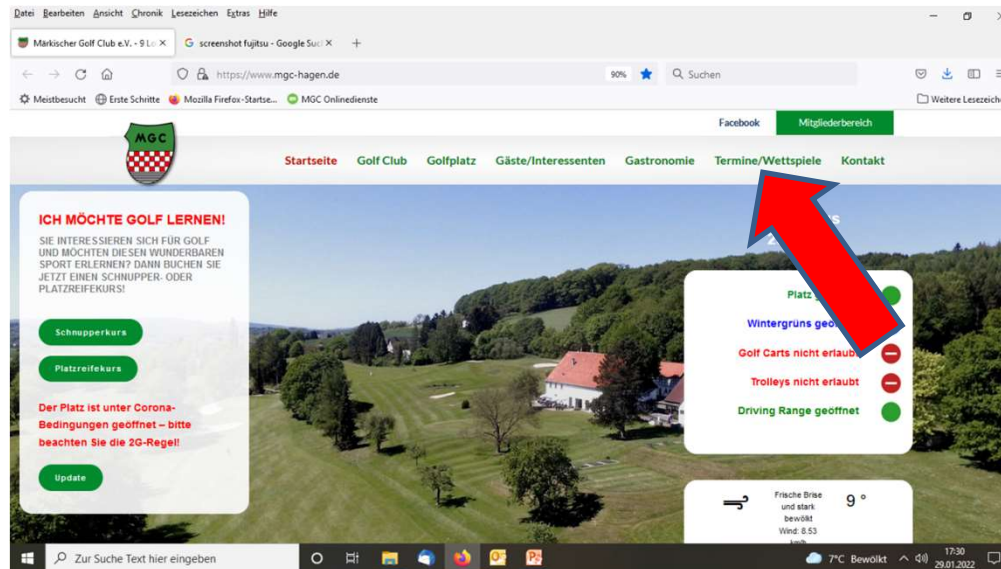 Datei Bearbeiten Ansicht Chronik Lesezeichen Extras Hilfe
Märkischer Golf Club e.V. - 9 Lo
screenshot fujitsu - Google Suc
https://www.mgc-hagen.de
90%
Suchen
Meistbesucht Erste Schritte Mozilla Firefox-Startse... MGC Onlinedienste
Weitere Lesezeich
Facebook Mitgliederbereich
MGC
Startseite Golf Club Golfplatz Gäste/Interessenten Gastronomie Termine/Wettspiele Kontakt
ICH MÖCHTE GOLF LERNEN!
SIE INTERESSIEREN SICH FÜR GOLF
UND MÖCHTEN DIESEN WUNDERBAREN
SPORT ERLERNEN? DANN BUCHEN SIE
JETZT EINEN SCHNUPPER- ODER
PLATZREIFEKURS!
Schnupperkurs
Platzreifekurs
Der Platz ist unter Corona-
Bedingungen geöffnet – bitte
beachten Sie die 2G-Regel!
Update
Platz
Wintergrüns
Golf Carts nicht erlaubt
Trolleys nicht erlaubt
Driving Range geöffnet
Frische Brise
und stark
bewölkt
Wind: 8.53
km/h
9 °
Zur Suche Text hier eingeben
7°C Bewölkt
17:30
29.01.2022